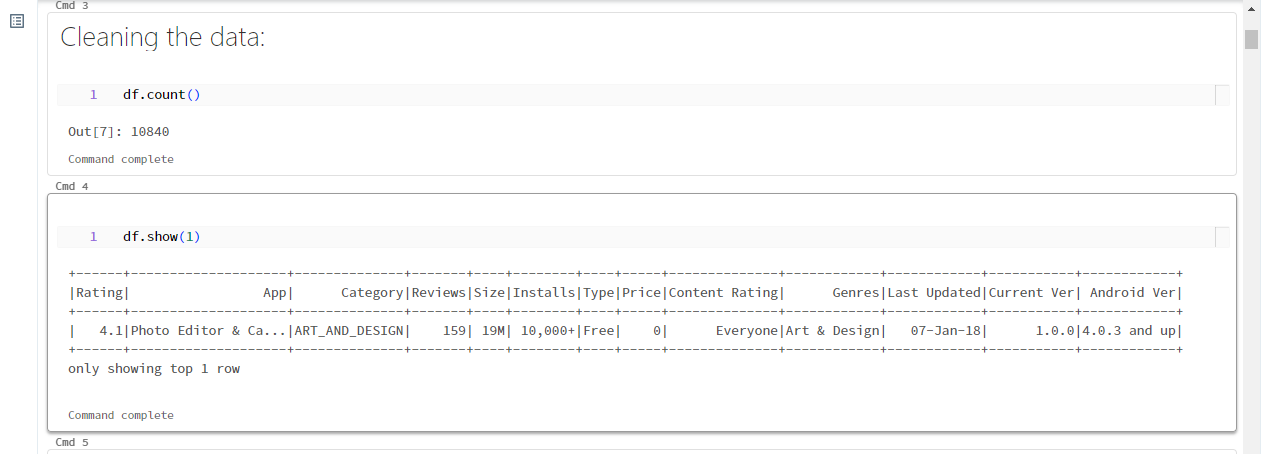 Cmd 3
Cleaning the data:
1 df.count()
Out[7]: 10840
Command complete
Cmd 4
1 df.show(1)
+------+--------------------+--------------+-------+----+--------+----+-----+--------------+------------+------------+-----------+------------+
|Rating|                 App|      Category|Reviews|Size|Installs|Type|Price|Content Rating|      Genres|Last Updated|Current Ver| Android Ver|
+------+--------------------+--------------+-------+----+--------+----+-----+--------------+------------+------------+-----------+------------+
|   4.1|Photo Editor & Ca...|ART_AND_DESIGN|    159| 19M| 10,000+|Free|    0|      Everyone|Art & Design|   07-Jan-18|      1.0.0|4.0.3 and up|
+------+--------------------+--------------+-------+----+--------+----+-----+--------------+------------+------------+-----------+------------+
only showing top 1 row
Command complete
Cmd 5